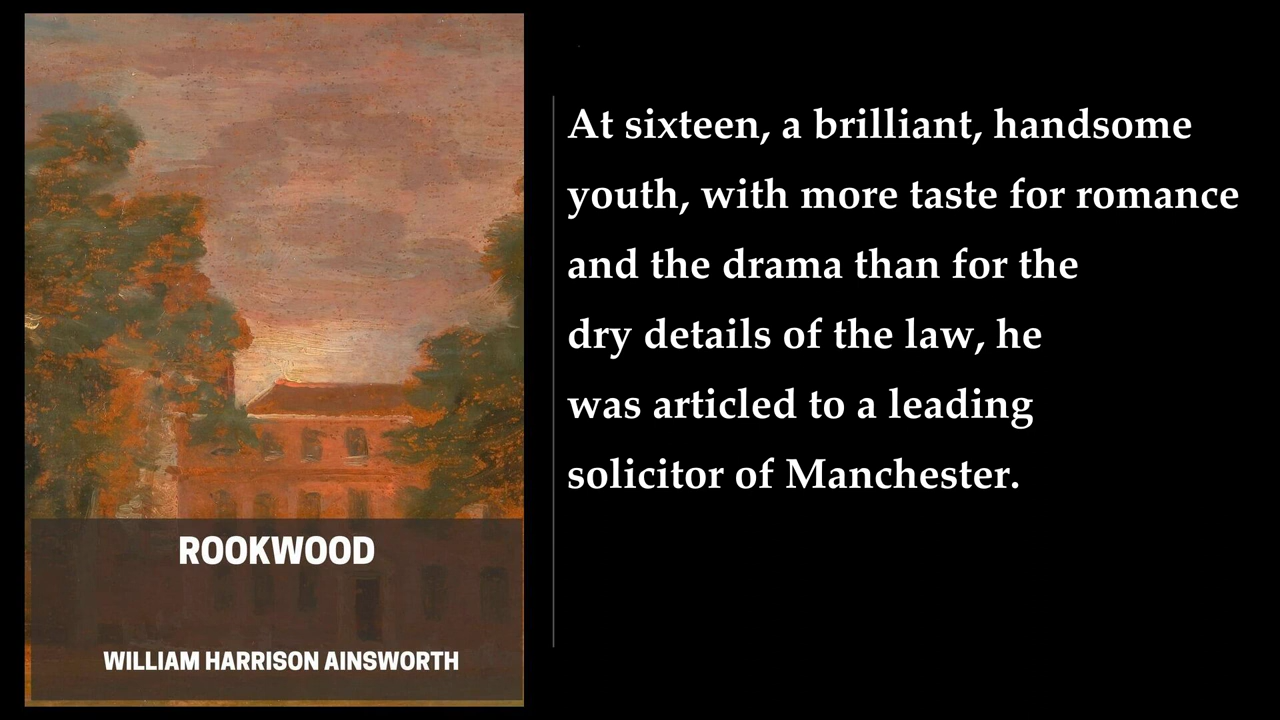 ROOKWOOD
WILLIAM HARRISON AINSWORTH
At sixteen, a brilliant, handsome
youth, with more taste for romance
and the drama than for the
dry details of the law, he
was articled to a leading
solicitor of Manchester.